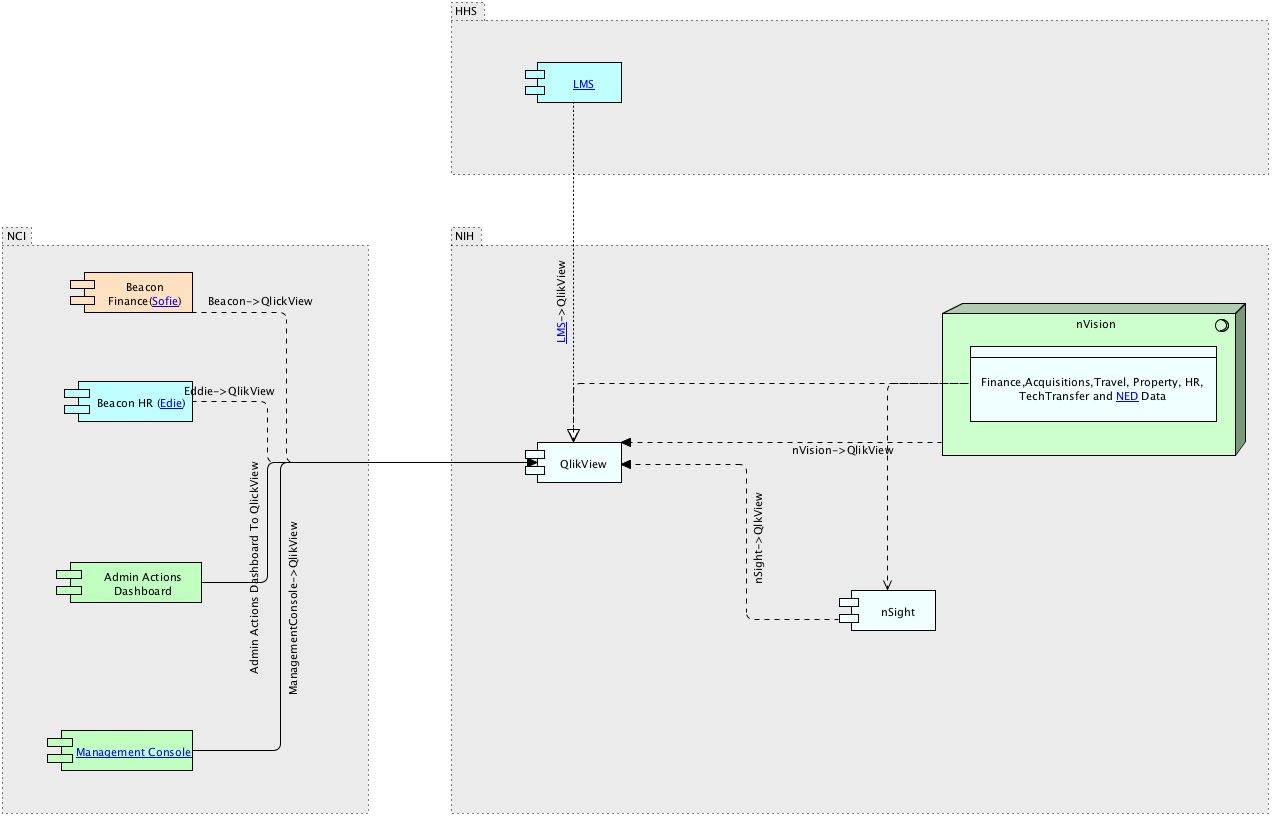 HHS
LMS
NCI
NIH
Beacon
Finance(Sofie)
Beacon->QlickView
LMS->QlikView
nVision
Finance,Acquisitions,Travel, Property, HR,
TechTransfer and NED Data
Eddie->QlikView
Beacon HR (Edie)
nVision->QlikView
QlikView
Admin Actions Dashboard To QlickView
ManagementConsole->QlikView
nSight->QlkView
Admin Actions
Dashboard
nSight
Management Console